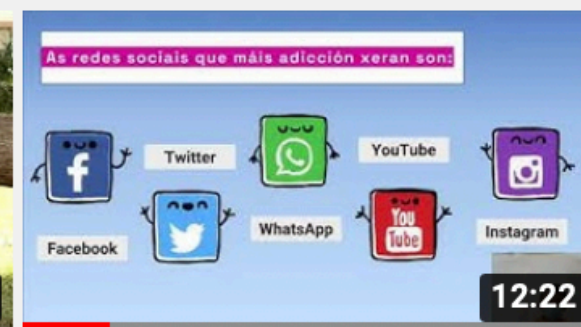 As redes sociais que máis adicción xeran son:
Twitter
YouTube
WhatsApp
Facebook
Instagram
f
You
Tube
12:22